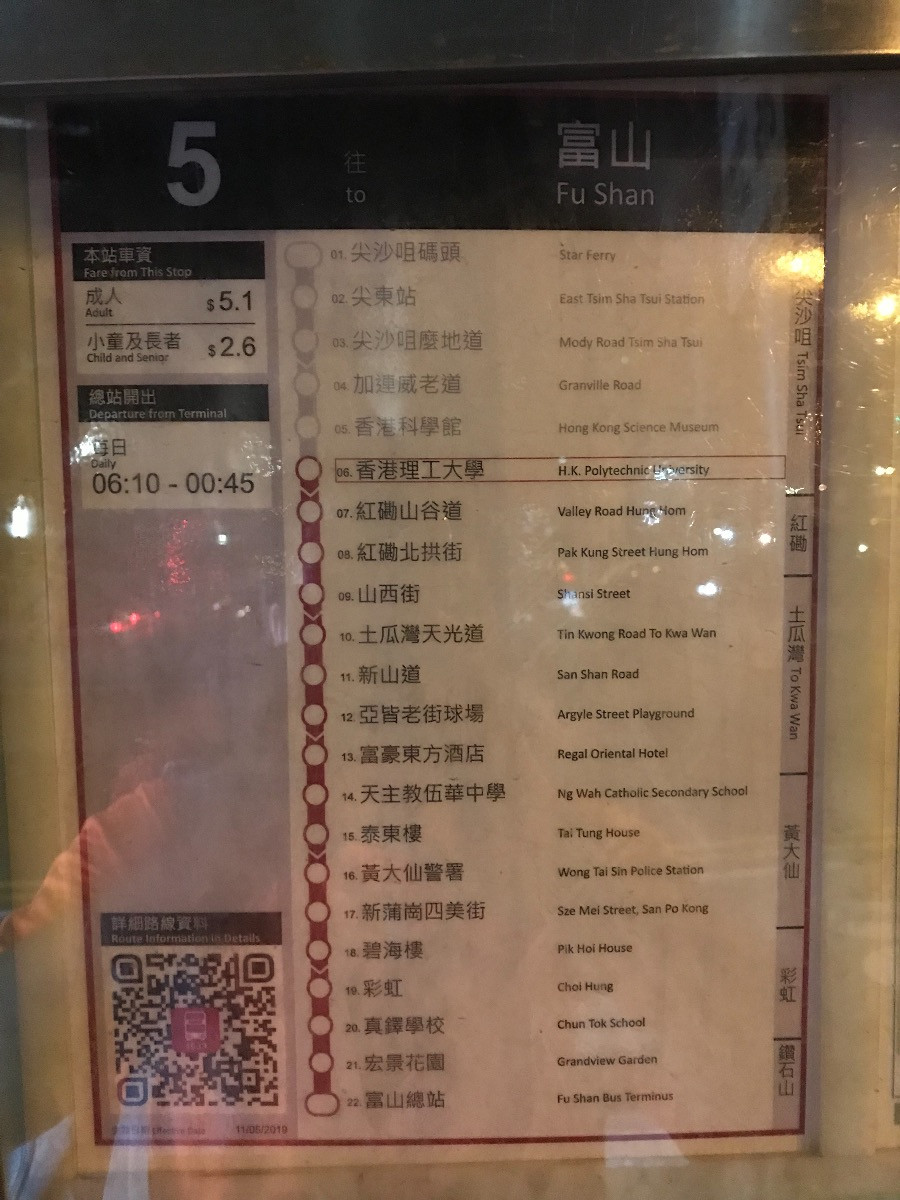 5
往
to
富山
Fu Shan
本站車資
Fare from This Stop
成人
Adult
$5.1
小童及長者
Child and Senior
$2.6
總站開出
Departure from Terminal
每日
Daily
06:10 - 00:45
01. 尖沙咀碼頭 Star Ferry
02. 尖東站 East Tsim Sha Tsui Station
03. 尖沙咀麼地道 Mody Road Tsim Sha Tsui
04. 加連威老道 Granville Road
05. 香港科學館 Hong Kong Science Museum
06. 香港理工大學 H.K. Polytechnic University
07. 紅磡山谷道 Valley Road Hung Hom
08. 紅磡北拱街 Pak Kung Street Hung Hom
09. 山西街 Shansi Street
10. 土瓜灣天光道 Tin Kwong Road To Kwa Wan
11. 新山道 San Shan Road
12. 亞皆老街球場 Argyle Street Playground
13. 富豪東方酒店 Regal Oriental Hotel
14. 天主教伍華中學 Ng Wah Catholic Secondary School
15. 泰東樓 Tai Tung House
16. 黃大仙警署 Wong Tai Sin Police Station
17. 新蒲崗四美街 Sze Mei Street, San Po Kong
18. 碧海樓 Pik Hoi House
19. 彩虹 Choi Hung
20. 真鐸學校 Chun Tok School
21. 宏景花園 Grandview Garden
22. 富山總站 Fu Shan Bus Terminus
尖沙咀 Tsim Sha Tsui
紅磡
土瓜灣 To Kwa Wan
黃大仙
彩虹
鑽石山
詳細路線資料
Route Information in Details
生效日期 Effective Date 11/05/2019